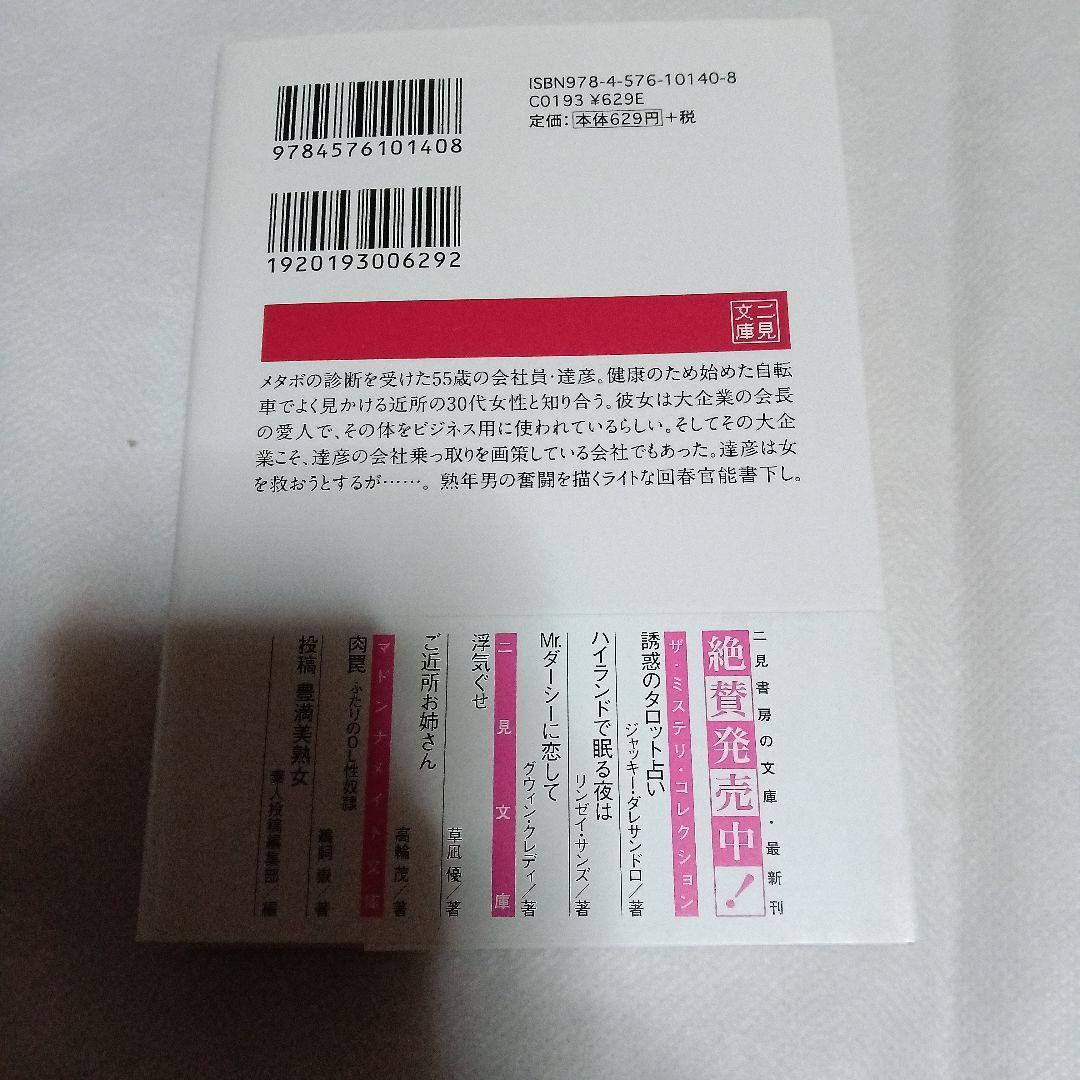 ISBN978-4-576-10140-8
C0193 ¥629E
定価：本体629円＋税
9784576101408
1920193006292
二見文庫
メタボの診断を受けた55歳の会社員・達彦。健康のため始めた自転
車でよく見かける近所の30代女性と知り合う。彼女は大企業の会長
の愛人で、その体をビジネス用に使われているらしい。そしてその大企
業こそ、達彦の会社乗っ取りを画策している会社でもあった。達彦は女
を救おうとするが……。熟年男の奮闘を描くライトな回春官能書下し。
二見書房の文庫・最新刊
絶賛発売中！
ザ・ミステリ・コレクション
誘惑のタロット占い
ジャッキー・ダレサンドロ／著
ハイランドで眠る夜は
リンゼイ・サンズ／著
Mr.ダーシーに恋して
グウィン・クレディ／著
二見文庫
浮気ぐせ
草凪 優／著
ご近所お姉さん
高輪 茂／著
マドンナメイト文庫
肉罠 ふたりのOL性奴隷
著
投稿 豊満美熟女
素人投稿編集部 編